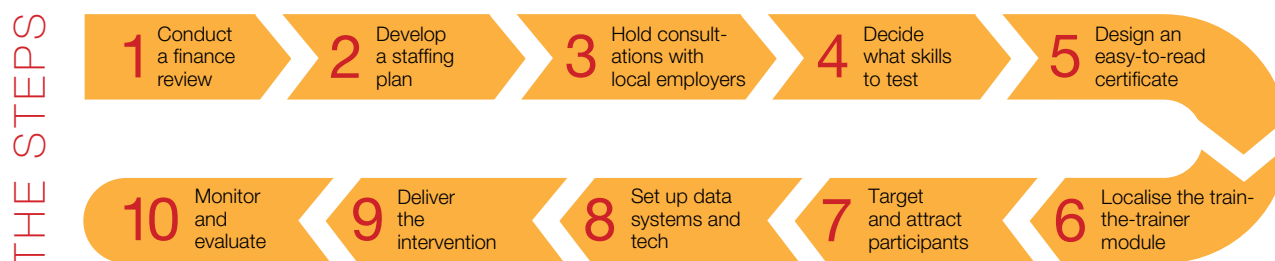 THE STEPS
1 Conduct
a finance
review
2 Develop
a staffing
plan
3 Hold consult-
ations with
local employers
4 Decide
what skills
to test
5 Design an
easy-to-read
certificate
6 Localise the train-
the-trainer
module
7 Target
and attract
participants
8 Set up data
systems and
tech
9 Deliver
the
intervention
10 Monitor
and
evaluate